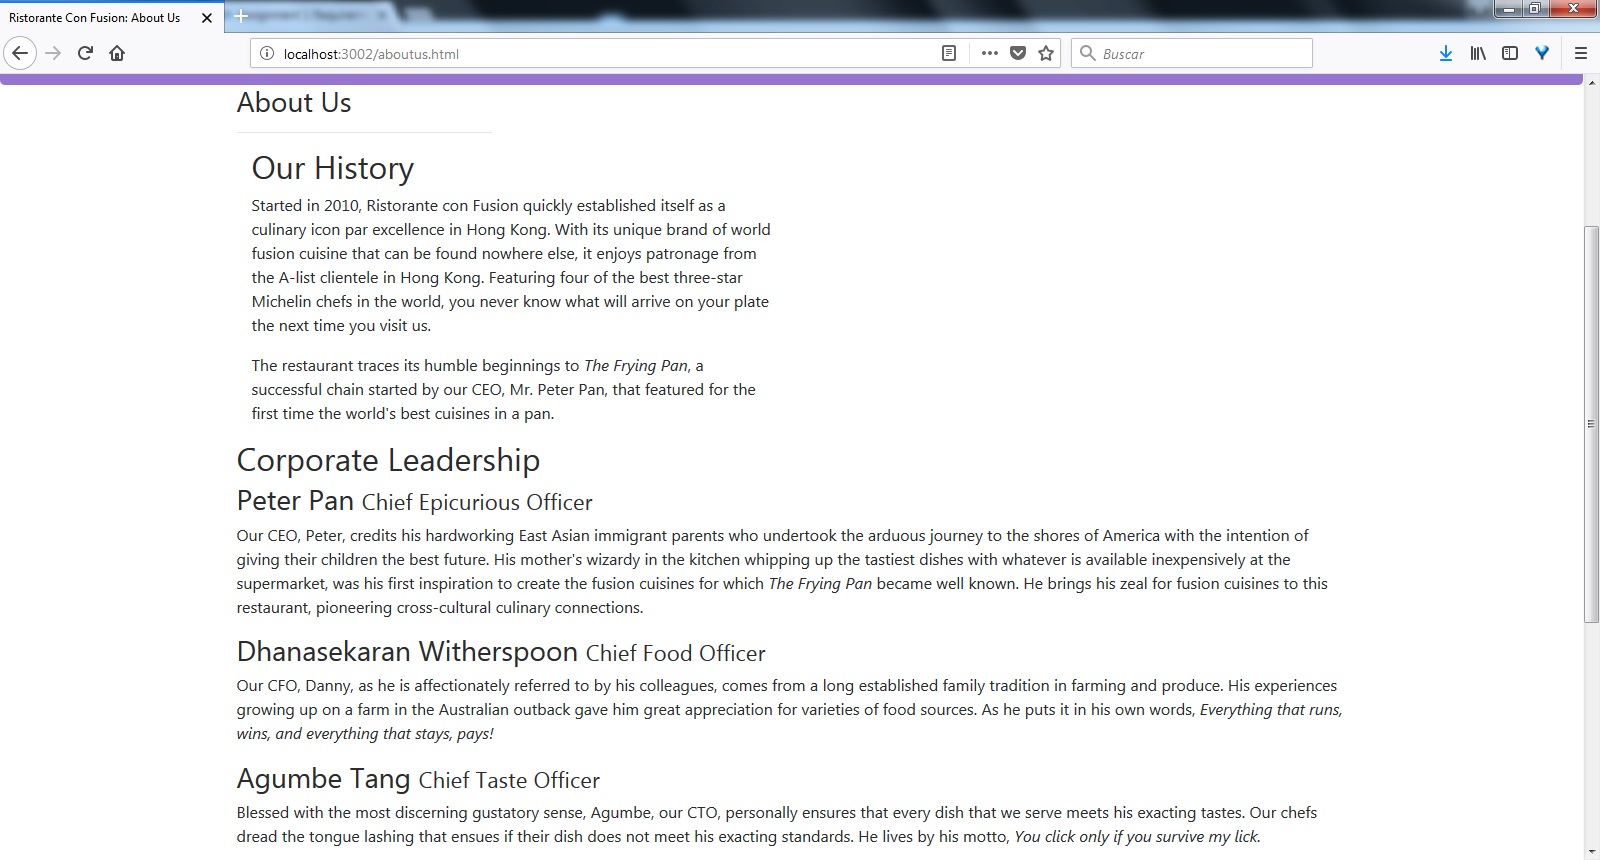 Ristorante Con Fusion: About Us
localhost:3002/aboutus.html
Buscar
About Us
Our History
Started in 2010, Ristorante con Fusion quickly established itself as a
culinary icon par excellence in Hong Kong. With its unique brand of world
fusion cuisine that can be found nowhere else, it enjoys patronage from
the A-list clientele in Hong Kong. Featuring four of the best three-star
Michelin chefs in the world, you never know what will arrive on your plate
the next time you visit us.
The restaurant traces its humble beginnings to The Frying Pan, a
successful chain started by our CEO, Mr. Peter Pan, that featured for the
first time the world's best cuisines in a pan.
Corporate Leadership
Peter Pan Chief Epicurious Officer
Our CEO, Peter, credits his hardworking East Asian immigrant parents who undertook the arduous journey to the shores of America with the intention of
giving their children the best future. His mother's wizardy in the kitchen whipping up the tastiest dishes with whatever is available inexpensively at the
supermarket, was his first inspiration to create the fusion cuisines for which The Frying Pan became well known. He brings his zeal for fusion cuisines to this
restaurant, pioneering cross-cultural culinary connections.
Dhanasekaran Witherspoon Chief Food Officer
Our CFO, Danny, as he is affectionately referred to by his colleagues, comes from a long established family tradition in farming and produce. His experiences
growing up on a farm in the Australian outback gave him great appreciation for varieties of food sources. As he puts it in his own words, Everything that runs,
wins, and everything that stays, pays!
Agumbe Tang Chief Taste Officer
Blessed with the most discerning gustatory sense, Agumbe, our CTO, personally ensures that every dish that we serve meets his exacting tastes. Our chefs
dread the tongue lashing that ensues if their dish does not meet his exacting standards. He lives by his motto, You click only if you survive my lick.